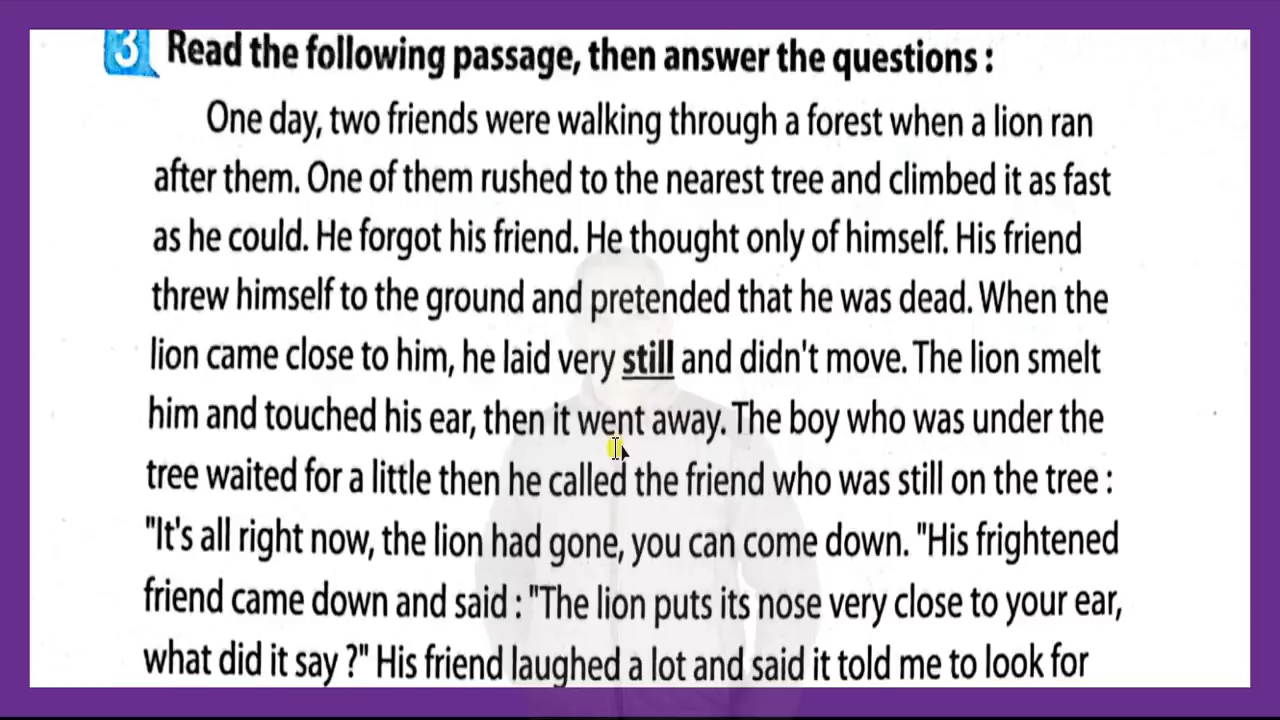 3 Read the following passage, then answer the questions :
One day, two friends were walking through a forest when a lion ran
after them. One of them rushed to the nearest tree and climbed it as fast
as he could. He forgot his friend. He thought only of himself. His friend
threw himself to the ground and pretended that he was dead. When the
lion came close to him, he laid very still and didn't move. The lion smelt
him and touched his ear, then it went away. The boy who was under the
tree waited for a little then he called the friend who was still on the tree :
"It's all right now, the lion had gone, you can come down. "His frightened
friend came down and said : "The lion puts its nose very close to your ear,
what did it say ?" His friend laughed a lot and said it told me to look for